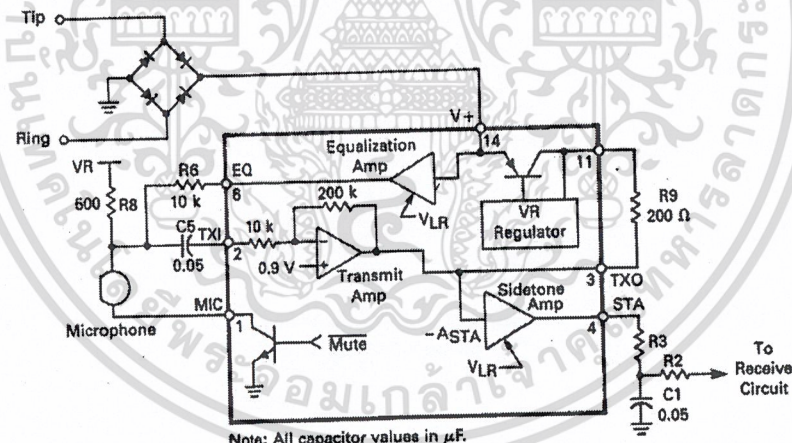 Tip
Ring
VR
500 R8
R6
10 k
C5
0.05
Microphone
EQ
6
TXI
2
MIC
1
10 k
200 k
0.9 V
Transmit
Amp
Equalization
Amp
VLR
V+
14
11
VR
Regulator
R9
200 Ω
3 TXO
Sidetone
Amp
STA
4
-ASTA
VLR
Mute
R3
R2
C1
0.05
To
Receive
Circuit
Note: All capacitor values in μF.